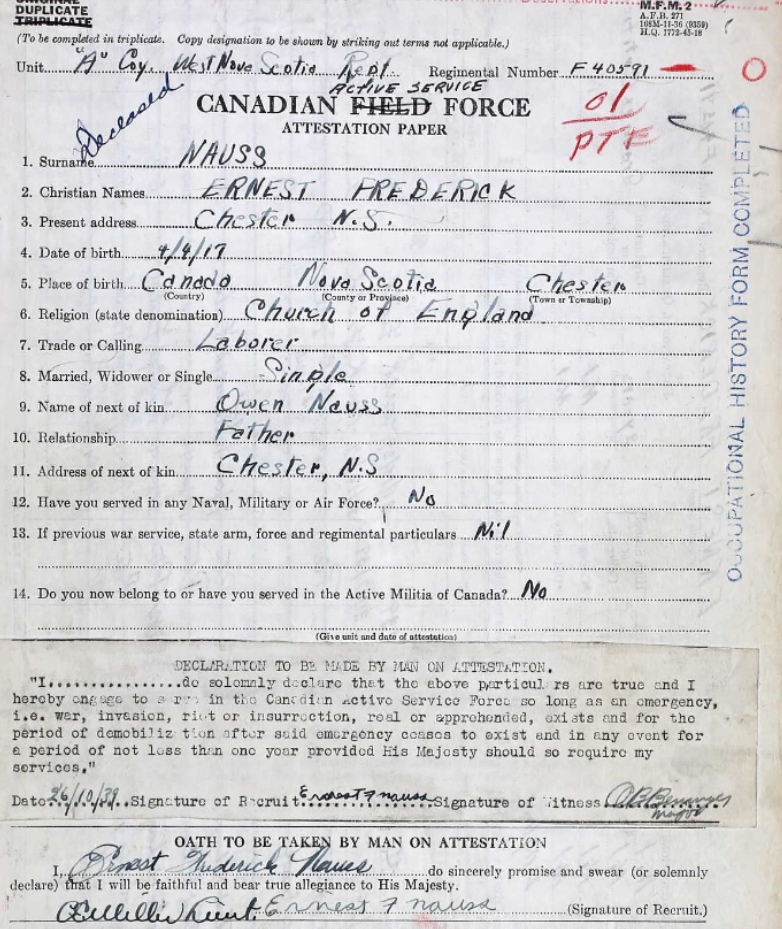 DUPLICATE
TRIPLICATE
M.F.M. 2
A.F.B. 271
H.Q. 1772-45-18
(To be completed in triplicate. Copy designation to be shown by striking out terms not applicable.)
Unit "A" Coy. West Nova Scotia Regt. Regimental Number F 40591
ACTIVE SERVICE
CANADIAN FIELD FORCE
01
PTE
Deceased
ATTESTATION PAPER
1. Surname NAUSS
2. Christian Names ERNEST FREDERICK
3. Present address Chester N.S.
4. Date of birth 4/4/17
5. Place of birth Canada Nova Scotia Chester
(Country) (County or Province) (Town or Township)
6. Religion (state denomination) Church of England
7. Trade or Calling Laborer
8. Married, Widower or Single Single
9. Name of next of kin Owen Nauss
10. Relationship Father
11. Address of next of kin Chester, N.S
12. Have you served in any Naval, Military or Air Force? No
13. If previous war service, state arm, force and regimental particulars Nil
14. Do you now belong to or have you served in the Active Militia of Canada? No
(Give unit and date of attestation)
OCCUPATIONAL HISTORY FORM COMPLETED
DECLARATION TO BE MADE BY MAN ON ATTESTATION.
"I................do solemnly declare that the above particulars are true and I
hereby engage to serve in the Canadian Active Service Force so long as an emergency,
i.e. war, invasion, riot or insurrection, real or apprehended, exists and for the
period of demobilization after said emergency ceases to exist and in any event for
a period of not less than one year provided His Majesty should so require my
services."
Date 26/10/39 Signature of Recruit Ernest F Nauss Signature of Witness
Mayor
OATH TO BE TAKEN BY MAN ON ATTESTATION
I, Ernest Frederick Nauss do sincerely promise and swear (or solemnly
declare) that I will be faithful and bear true allegiance to His Majesty.
Lieut. Ernest F Nauss (Signature of Recruit.)